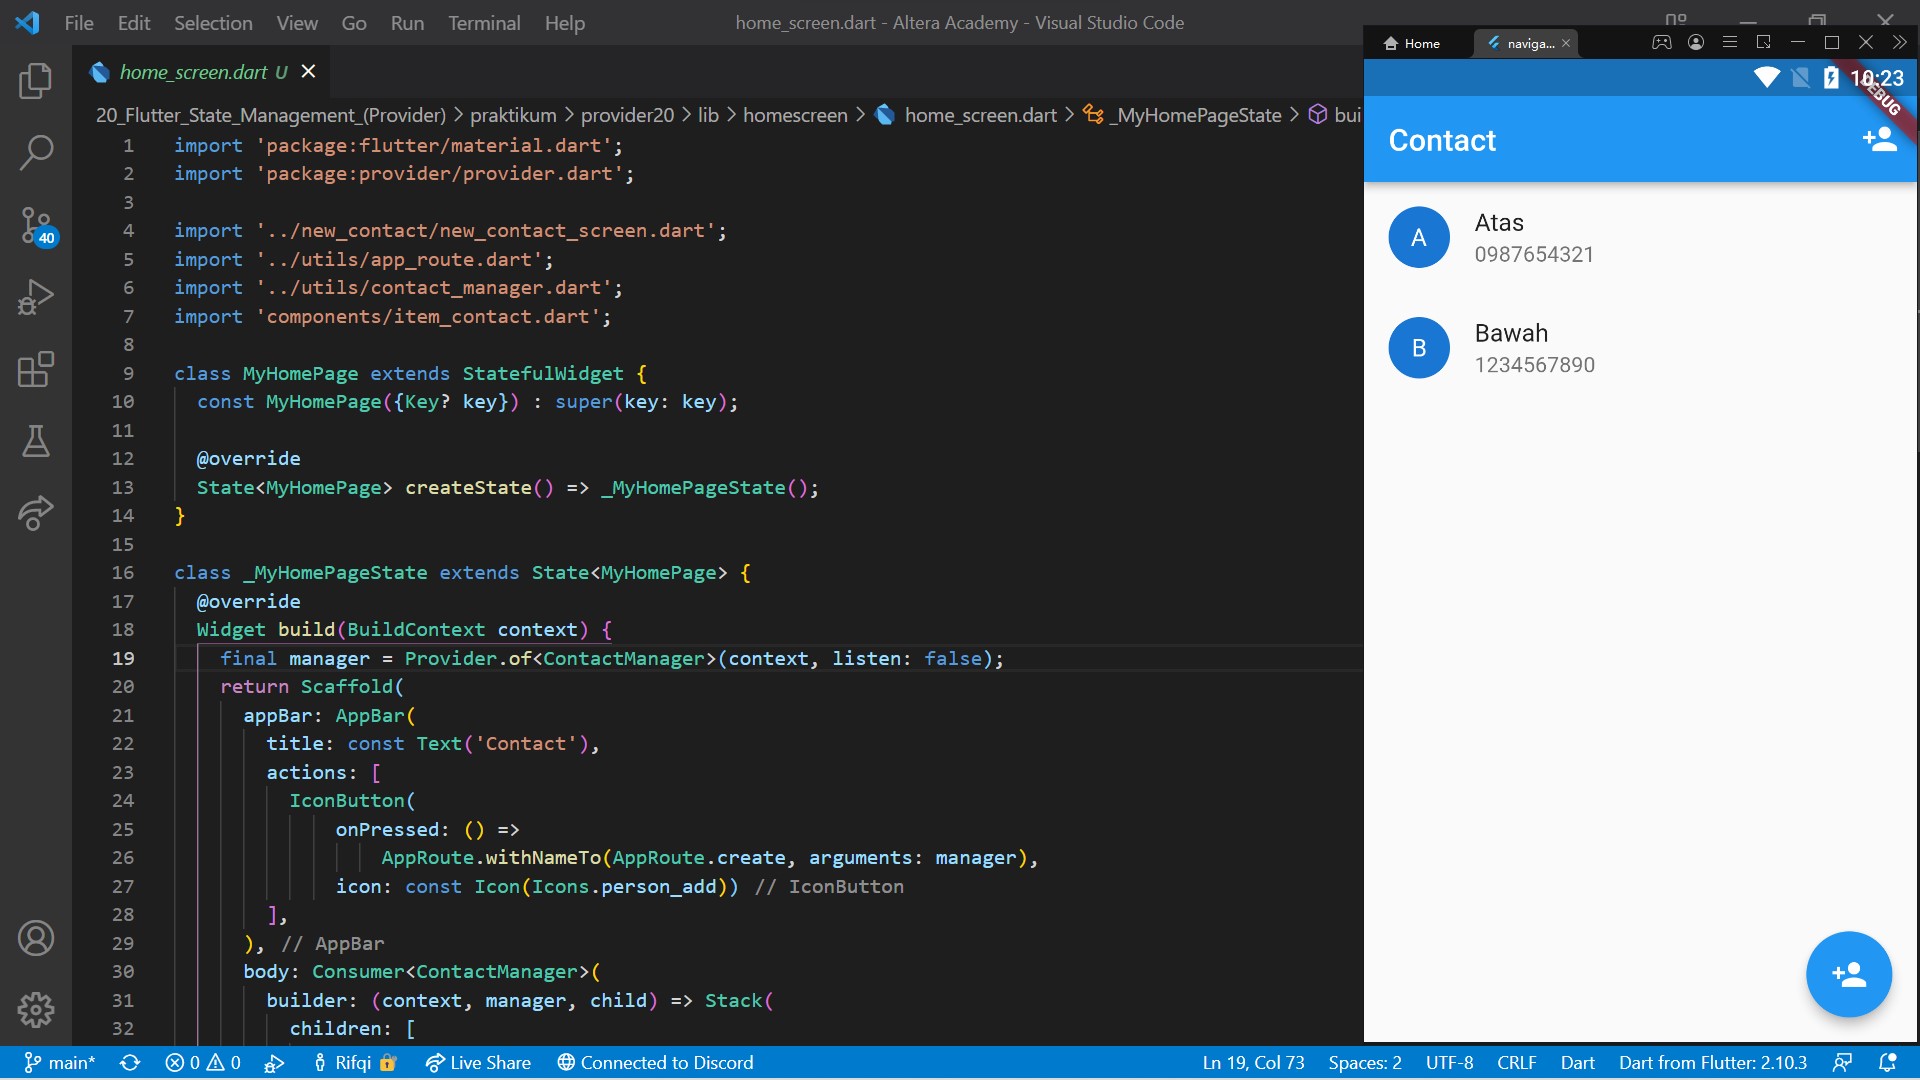 File Edit Selection View Go Run Terminal Help
home_screen.dart - Altera Academy - Visual Studio Code
home_screen.dart U
20_Flutter_State_Management_(Provider) > praktikum > provider20 > lib > homescreen > home_screen.dart > _MyHomePageState > bui
1 import 'package:flutter/material.dart';
2 import 'package:provider/provider.dart';
3
4 import '../new_contact/new_contact_screen.dart';
5 import '../utils/app_route.dart';
6 import '../utils/contact_manager.dart';
7 import 'components/item_contact.dart';
8
9 class MyHomePage extends StatefulWidget {
10 const MyHomePage({Key? key}) : super(key: key);
11
12 @override
13 State<MyHomePage> createState() => _MyHomePageState();
14 }
15
16 class _MyHomePageState extends State<MyHomePage> {
17 @override
18 Widget build(BuildContext context) {
19 final manager = Provider.of<ContactManager>(context, listen: false);
20 return Scaffold(
21 appBar: AppBar(
22 title: const Text('Contact'),
23 actions: [
24 IconButton(
25 onPressed: () =>
26 AppRoute.withNameTo(AppRoute.create, arguments: manager),
27 icon: const Icon(Icons.person_add)) // IconButton
28 ],
29 ), // AppBar
30 body: Consumer<ContactManager>(
31 builder: (context, manager, child) => Stack(
32 children: [
40
Home
naviga...
10:23
DEBUG
Contact
A
Atas
0987654321
B
Bawah
1234567890
main* 0 0 Rifqi Live Share Connected to Discord
Ln 19, Col 73 Spaces: 2 UTF-8 CRLF Dart Dart from Flutter: 2.10.3